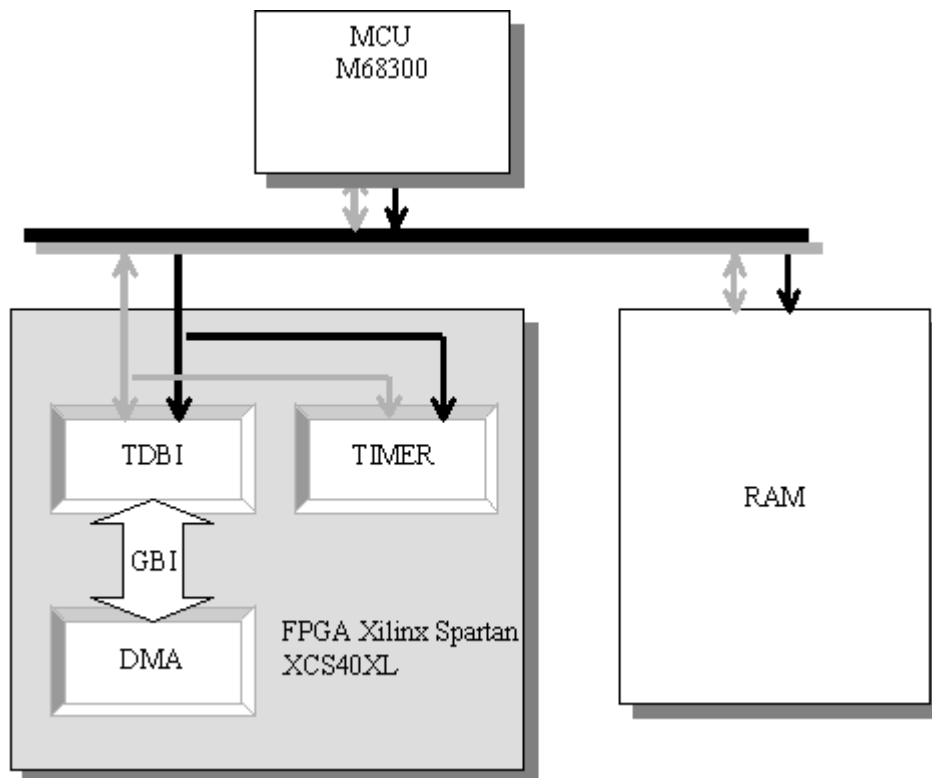 MCU
M68300
TDBI
TIMER
RAM
GBI
DMA
FPGA Xilinx Spartan
XCS40XL